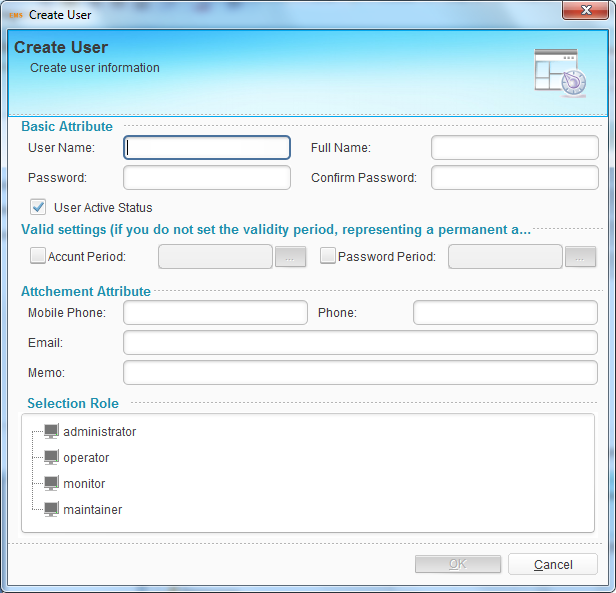 Create User
Create User
Create user information
Basic Attribute
User Name: Full Name:
Password: Confirm Password:
User Active Status
Valid settings (if you do not set the validity period, representing a permanent a...
Accunt Period: ... Password Period: ...
Attchement Attribute
Mobile Phone: Phone:
Email:
Memo:
Selection Role
administrator
operator
monitor
maintainer
OK Cancel